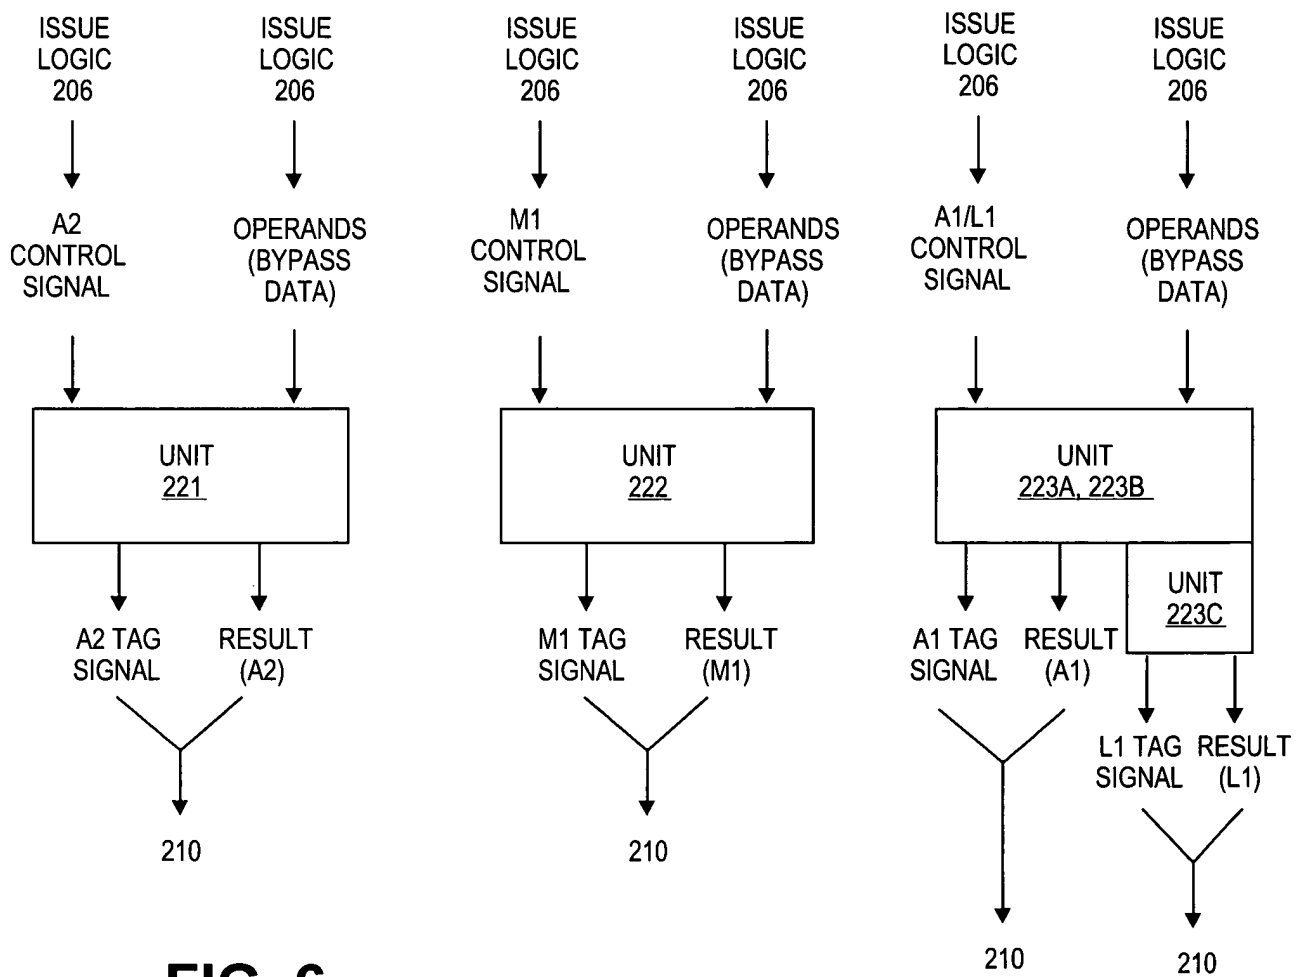 ISSUE
LOGIC
206
ISSUE
LOGIC
206
ISSUE
LOGIC
206
ISSUE
LOGIC
206
ISSUE
LOGIC
206
ISSUE
LOGIC
206
A2
CONTROL
SIGNAL
OPERANDS
(BYPASS
DATA)
M1
CONTROL
SIGNAL
OPERANDS
(BYPASS
DATA)
A1/L1
CONTROL
SIGNAL
OPERANDS
(BYPASS
DATA)
UNIT
221
UNIT
222
UNIT
223A, 223B
UNIT
223C
A2 TAG
SIGNAL
RESULT
(A2)
M1 TAG
SIGNAL
RESULT
(M1)
A1 TAG
SIGNAL
RESULT
(A1)
L1 TAG
SIGNAL
RESULT
(L1)
210
210
210
210
FIG. 6